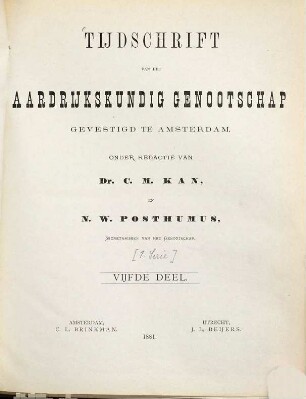 TIJDSCHRIFT
VAN HET
AARDRIJKSKUNDIG GENOOTSCHAP
GEVESTIGD TE AMSTERDAM.
ONDER REDACTIE VAN
Dr. C. M. KAN,
EN
N. W. POSTHUMUS,
SECRETARISSEN VAN HET GENOOTSCHAP.
[1e Serie]
VIJFDE DEEL.
AMSTERDAM, UTRECHT,
C. L. BRINKMAN. J. L. BEIJERS.
1881.